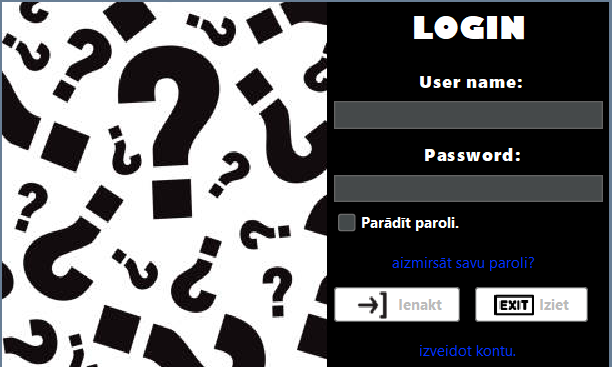 LOGIN
User name:
Password:
Parādīt paroli.
aizmirsāt savu paroli?
Ienakt
EXIT Iziet
izveidot kontu.